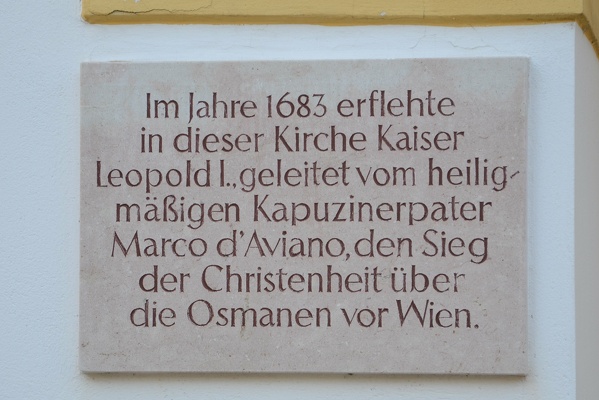 Im Jahre 1683 erflehte
in dieser Kirche Kaiser
Leopold I., geleitet vom heilig-
mäßigen Kapuzinerpater
Marco d'Aviano, den Sieg
der Christenheit über
die Osmanen vor Wien.